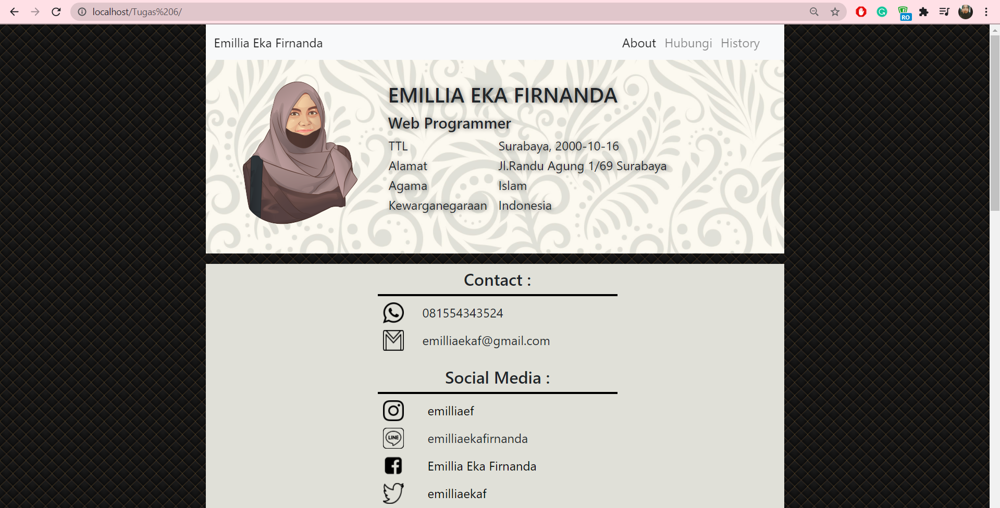 localhost/Tugas%206/
RO
Emillia Eka Firnanda
About Hubungi History
EMILLIA EKA FIRNANDA
Web Programmer
TTL Surabaya, 2000-10-16
Alamat Jl.Randu Agung 1/69 Surabaya
Agama Islam
Kewarganegaraan Indonesia
Contact :
081554343524
emilliaekaf@gmail.com
Social Media :
emilliaef
LINE
emilliaekafirnanda
Emillia Eka Firnanda
emilliaekaf